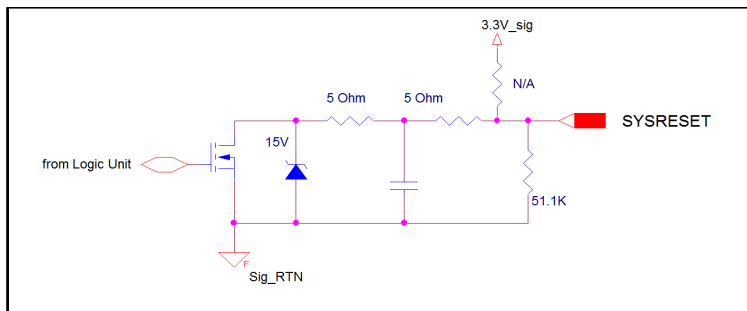 3.3V_sig
N/A
5 Ohm
5 Ohm
SYSRESET
15V
from Logic Unit
51.1K
F
Sig_RTN